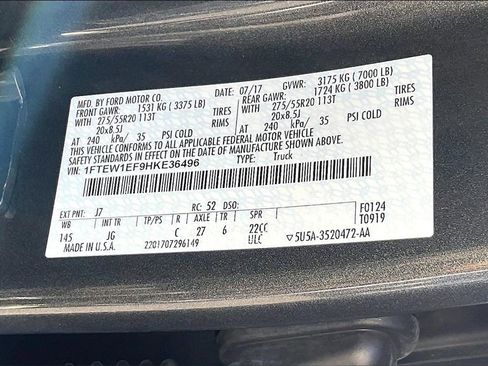 MFD. BY FORD MOTOR CO. 07/17 GVWR: 3175 KG ( 7000 LB)
FRONT GAWR: 1531 KG ( 3375 LB) REAR GAWR: 1724 KG ( 3800 LB)
WITH 275/55R20 113T TIRES WITH 275/55R20 113T TIRES
20x8.5J RIMS 20x8.5J RIMS
AT 240 kPa/ 35 PSI COLD AT 240 kPa/ 35 PSI COLD
THIS VEHICLE CONFORMS TO ALL APPLICABLE FEDERAL MOTOR VEHICLE
SAFETY STANDARDS IN EFFECT ON THE DATE OF MANUFACTURE SHOWN ABOVE.
VIN: 1FTEW1EF9HKE36496 TYPE: Truck
F0124
T0919
EXT PNT: J7 RC: 52 DSO:
WB INT TR TP/PS R AXLE TR SPR
145 JG C 27 6 22CC
MADE IN U.S.A. 2201707296149 ULC ▽5U5A-3520472-AA